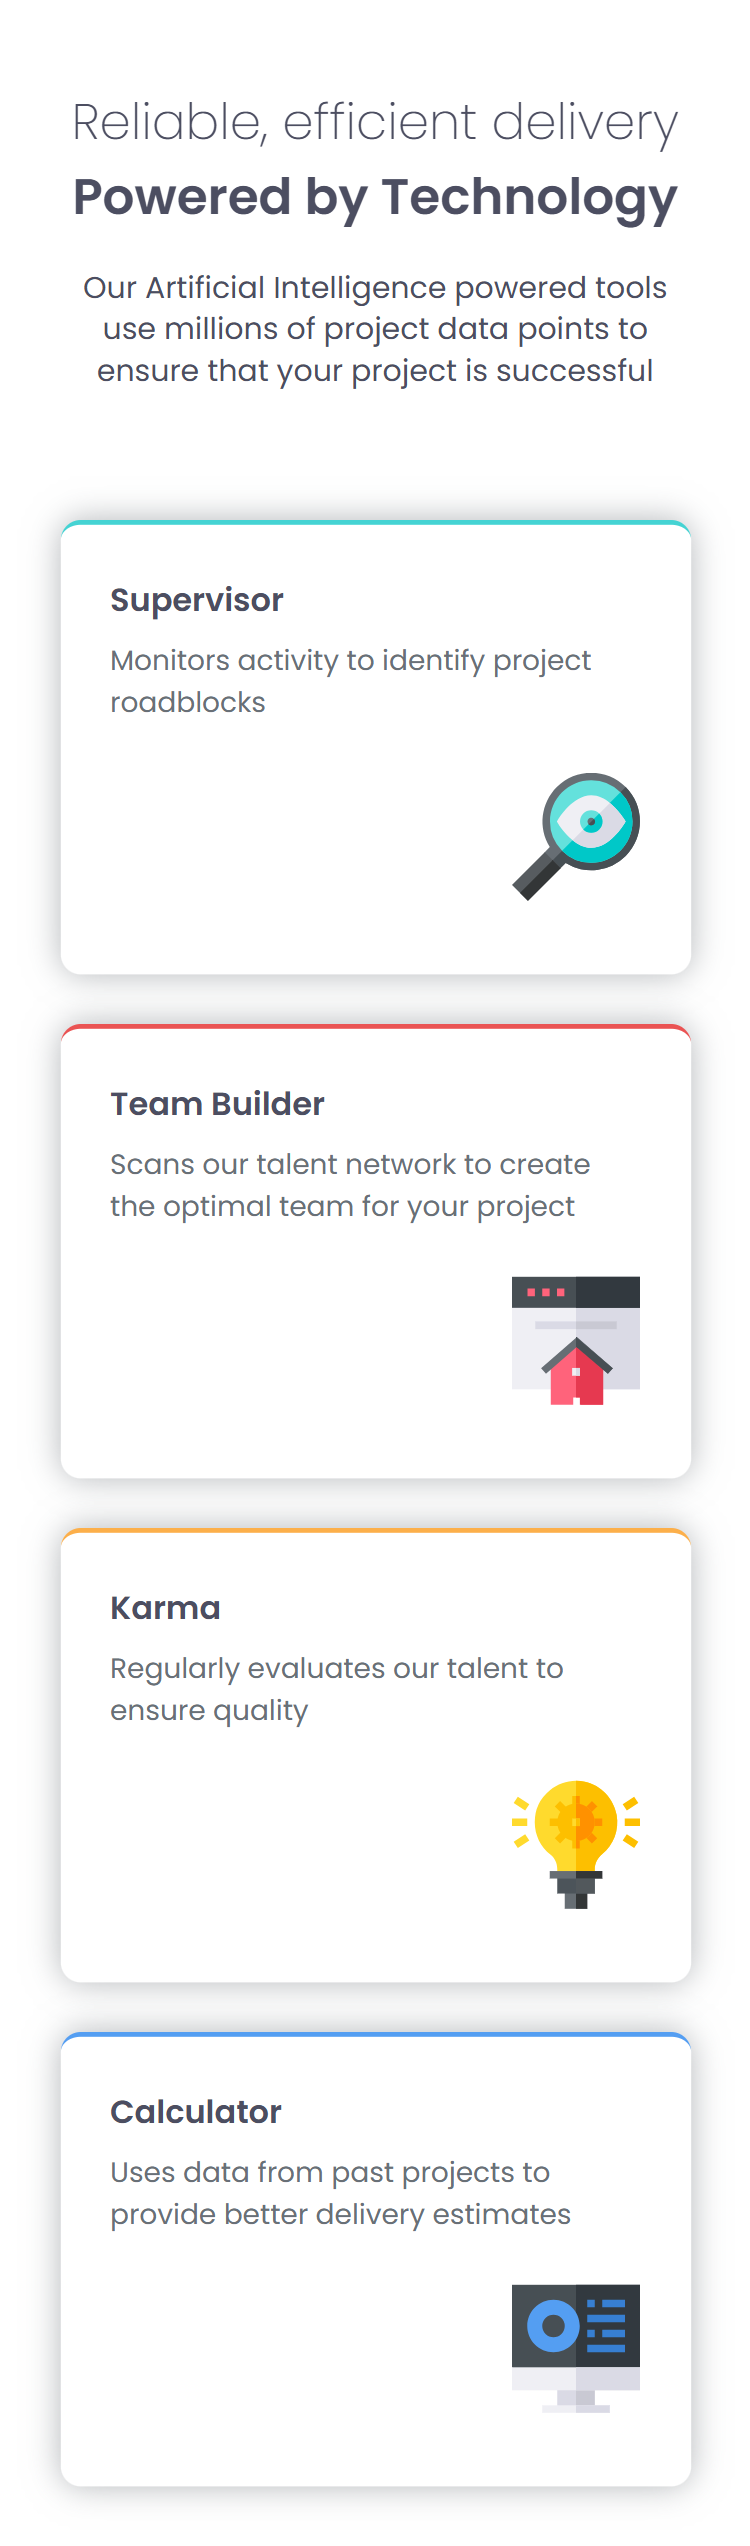 Reliable, efficient delivery
Powered by Technology
Our Artificial Intelligence powered tools
use millions of project data points to
ensure that your project is successful
Supervisor
Monitors activity to identify project
roadblocks
Team Builder
Scans our talent network to create
the optimal team for your project
Karma
Regularly evaluates our talent to
ensure quality
Calculator
Uses data from past projects to
provide better delivery estimates